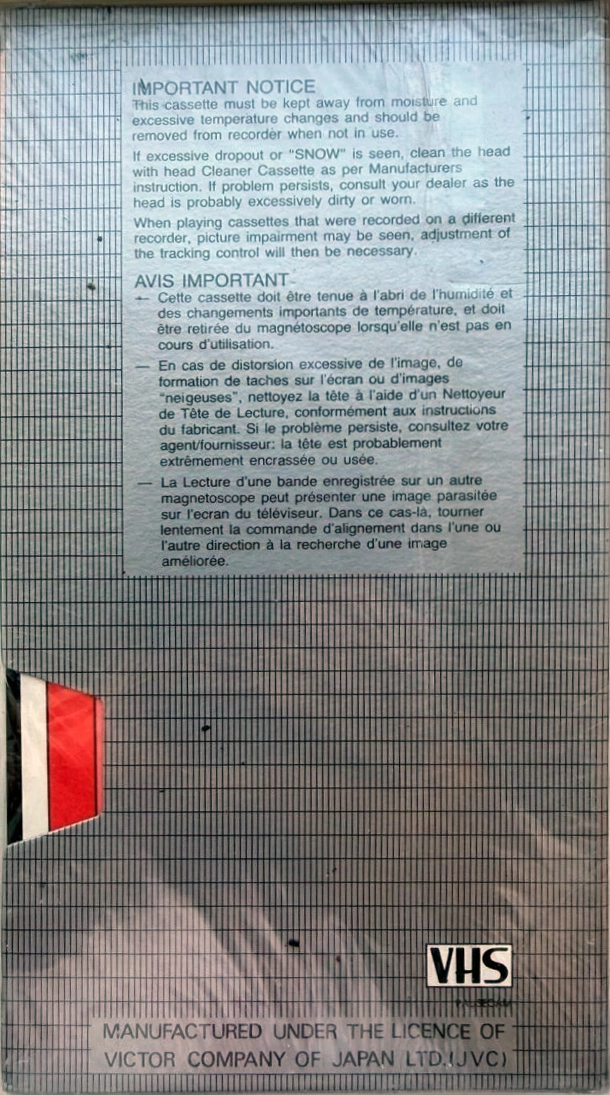 IMPORTANT NOTICE
This cassette must be kept away from moisture and
excessive temperature changes and should be
removed from recorder when not in use.
If excessive dropout or "SNOW" is seen, clean the head
with head Cleaner Cassette as per Manufacturers
instruction. If problem persists, consult your dealer as the
head is probably excessively dirty or worn.
When playing cassettes that were recorded on a different
recorder, picture impairment may be seen, adjustment of
the tracking control will then be necessary.
AVIS IMPORTANT
— Cette cassette doit être tenue à l'abri de l'humidité et
des changements importants de température, et doit
être retirée du magnétoscope lorsqu'elle n'est pas en
cours d'utilisation.
— En cas de distorsion excessive de l'image, de
formation de taches sur l'écran ou d'images
"neigeuses", nettoyez la tête à l'aide d'un Nettoyeur
de Tête de Lecture, conformément aux instructions
du fabricant. Si le problème persiste, consultez votre
agent/fournisseur: la tête est probablement
extrêmement encrassée ou usée.
— La Lecture d'une bande enregistrée sur un autre
magnetoscope peut présenter une image parasitée
sur l'ecran du téléviseur. Dans ce cas-là, tourner
lentement la commande d'alignement dans l'une ou
l'autre direction à la recherche d'une image
améliorée.
VHS
PAL/SECAM
MANUFACTURED UNDER THE LICENCE OF
VICTOR COMPANY OF JAPAN LTD.(JVC)